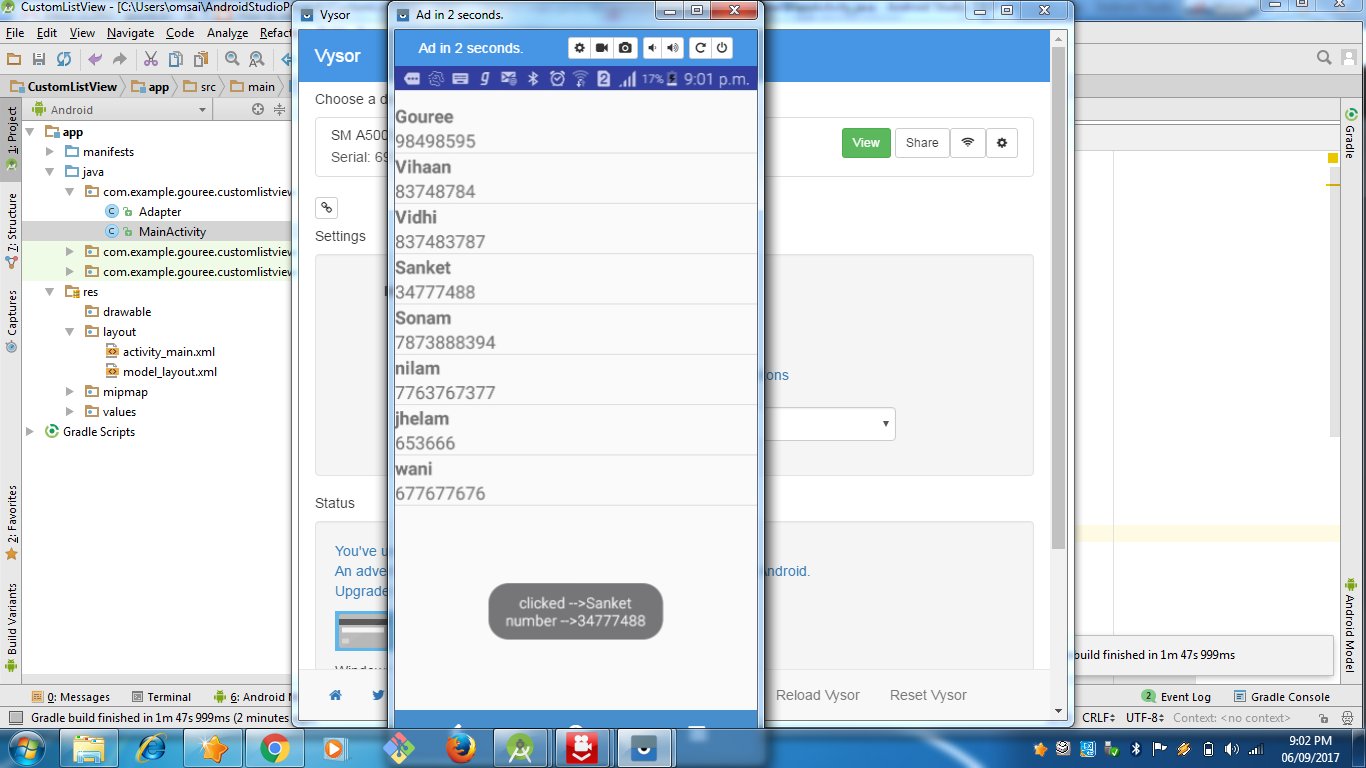 CustomListView - [C:\Users\omsai\AndroidStudioP
File Edit View Navigate Code Analyze Refact
CustomListView app src main
Android
1: Project
7: Structure
Captures
2: Favorites
Build Variants
app
manifests
java
com.example.gouree.customlistview
Adapter
MainActivity
com.example.gouree.customlistview
com.example.gouree.customlistview
res
drawable
layout
activity_main.xml
model_layout.xml
mipmap
values
Gradle Scripts
Vysor
Vysor
Choose a d
SM A500
Serial: 69
View Share
Settings
ons
Status
You've u
An adve
ndroid.
Upgrade
Window
Reload Vysor Reset Vysor
Ad in 2 seconds.
Ad in 2 seconds.
17% 9:01 p.m.
Gouree
98498595
Vihaan
83748784
Vidhi
837483787
Sanket
34777488
Sonam
7873888394
nilam
7763767377
jhelam
653666
wani
677677676
clicked -->Sanket
number -->34777488
Gradle
Android Model
build finished in 1m 47s 999ms
0: Messages Terminal 6: Android M
2 Event Log Gradle Console
Gradle build finished in 1m 47s 999ms (2 minutes
CRLF UTF-8 Context: <no context>
9:02 PM
06/09/2017